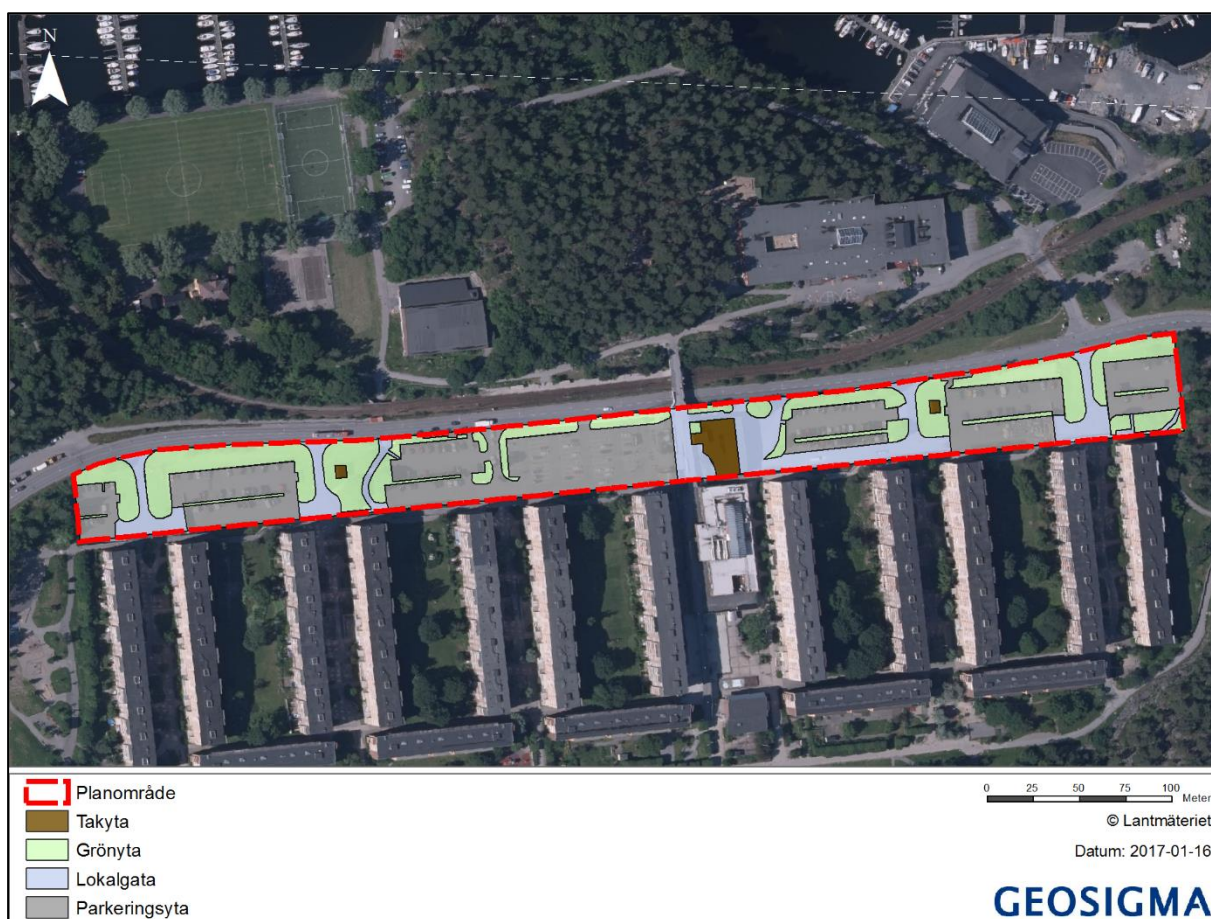 N
Planområde
Takyta
Grönyta
Lokalgata
Parkeringsyta
0 25 50 75 100
Meter
© Lantmäteriet
Datum: 2017-01-16
GEOSIGMA